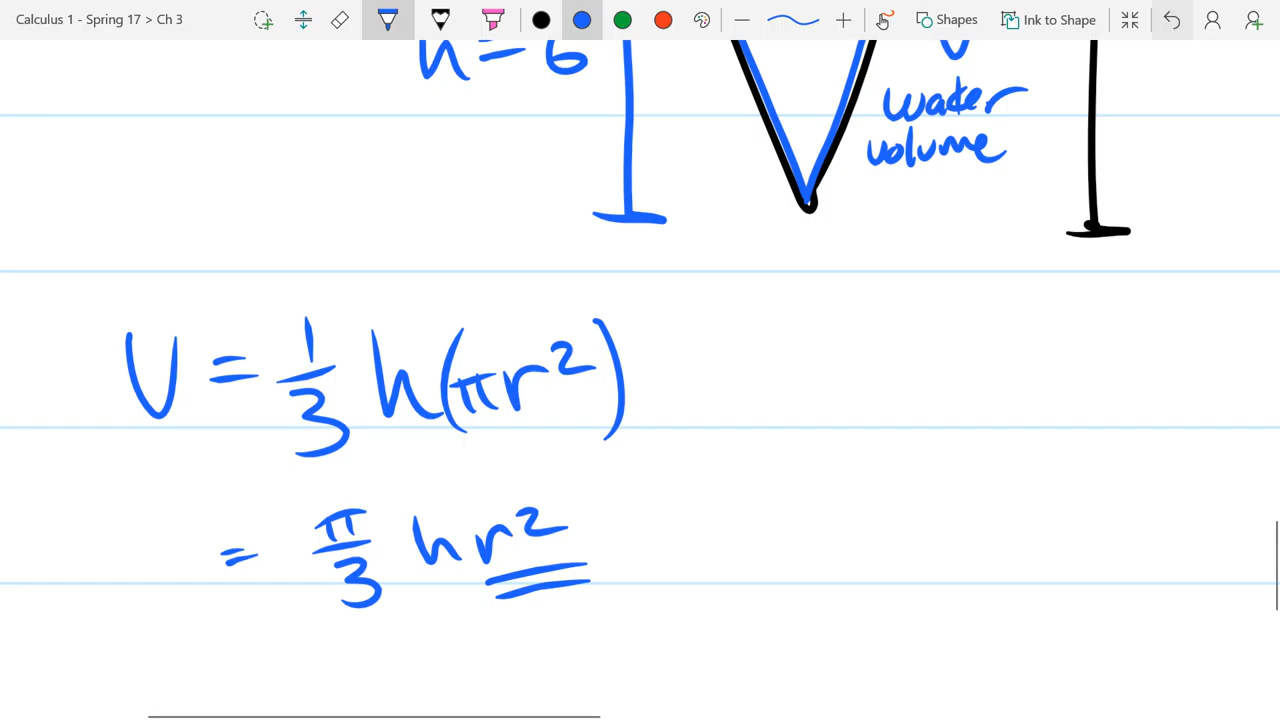 Calculus 1 - Spring 17 > Ch 3
Shapes
Ink to Shape
h = 6
V
water
volume
V = 1/3 h(πr²)
= π/3 hr²